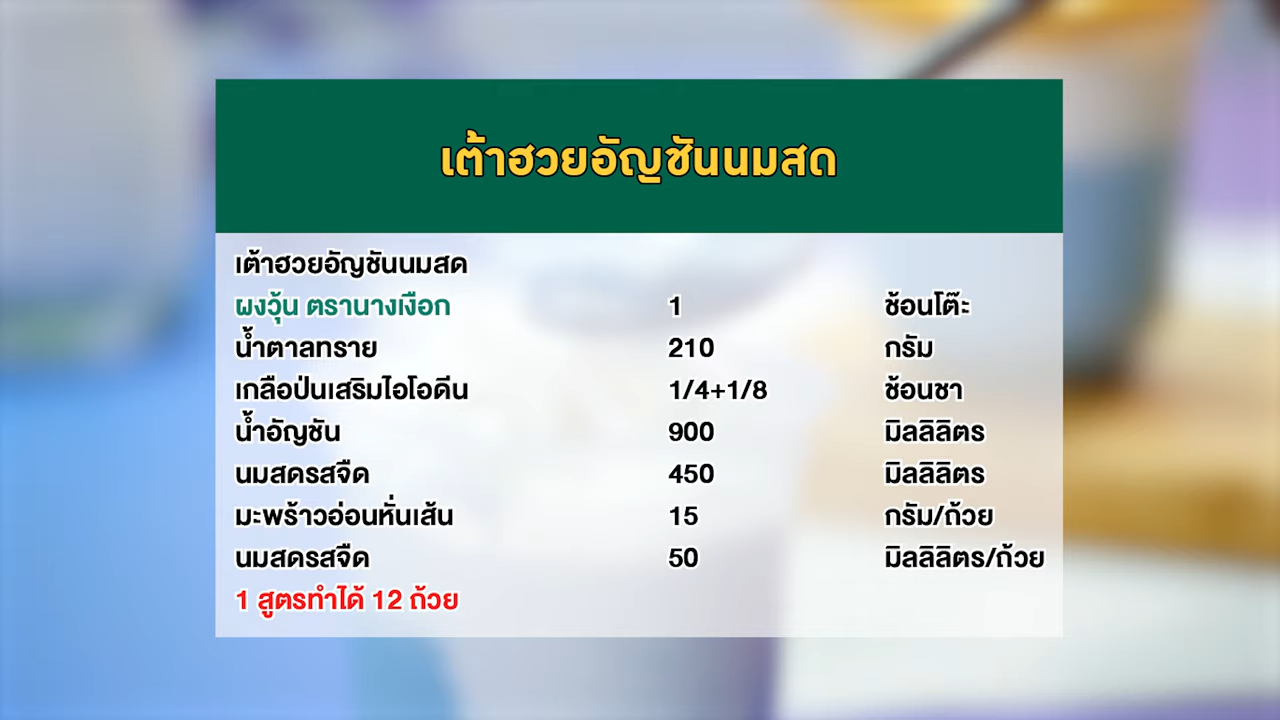 เต้าฮวยอัญชันนมสด
เต้าฮวยอัญชันนมสด
ผงวุ้น ตรานางเงือก 1 ช้อนโต๊ะ
น้ำตาลทราย 210 กรัม
เกลือป่นเสริมไอโอดีน 1/4+1/8 ช้อนชา
น้ำอัญชัน 900 มิลลิลิตร
นมสดรสจืด 450 มิลลิลิตร
มะพร้าวอ่อนหั่นเส้น 15 กรัม/ถ้วย
นมสดรสจืด 50 มิลลิลิตร/ถ้วย
1 สูตรทำได้ 12 ถ้วย